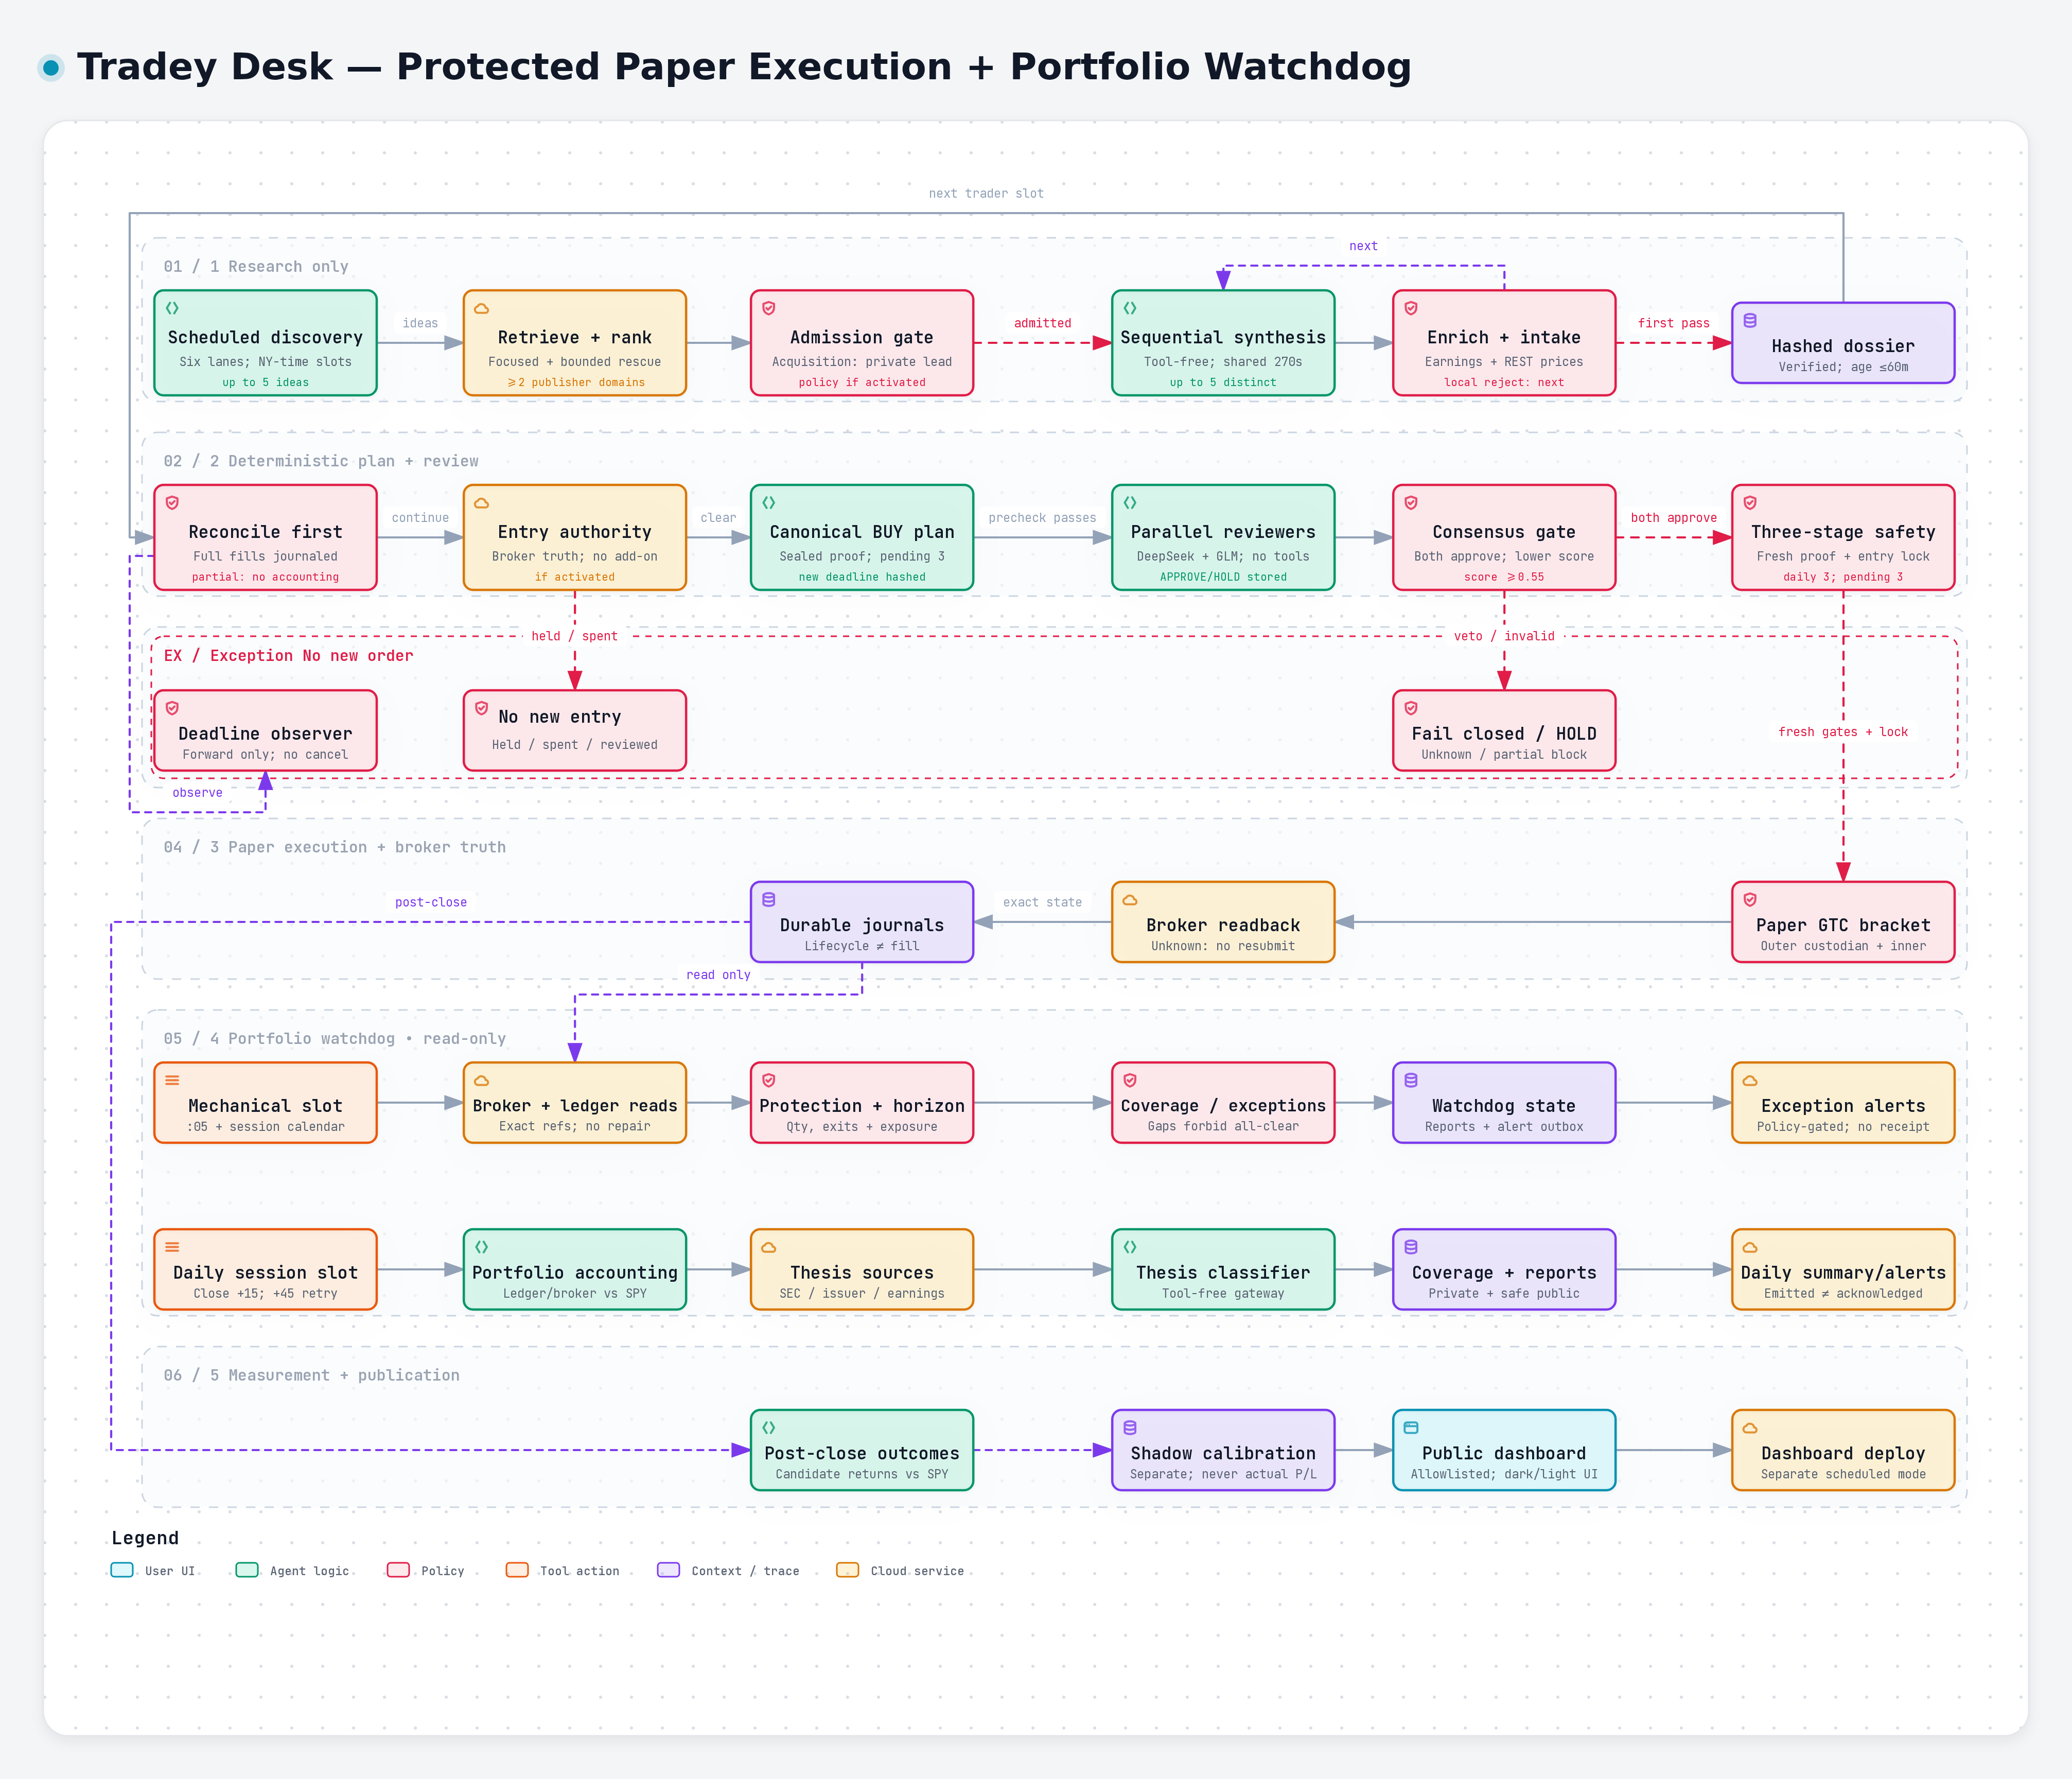 Tradey Desk — Protected Paper Execution + Portfolio Watchdog
next trader slot
01 / 1 Research only
next
Scheduled discovery
Six lanes; NY-time slots
up to 5 ideas
ideas
Retrieve + rank
Focused + bounded rescue
≥2 publisher domains
Admission gate
Acquisition: private lead
policy if activated
admitted
Sequential synthesis
Tool-free; shared 270s
up to 5 distinct
Enrich + intake
Earnings + REST prices
local reject: next
first pass
Hashed dossier
Verified; age ≤60m
02 / 2 Deterministic plan + review
Reconcile first
Full fills journaled
partial: no accounting
continue
Entry authority
Broker truth; no add-on
if activated
clear
Canonical BUY plan
Sealed proof; pending 3
new deadline hashed
precheck passes
Parallel reviewers
DeepSeek + GLM; no tools
APPROVE/HOLD stored
Consensus gate
Both approve; lower score
score ≥0.55
both approve
Three-stage safety
Fresh proof + entry lock
daily 3; pending 3
held / spent
veto / invalid
EX / Exception No new order
Deadline observer
Forward only; no cancel
No new entry
Held / spent / reviewed
Fail closed / HOLD
Unknown / partial block
fresh gates + lock
observe
04 / 3 Paper execution + broker truth
post-close
Durable journals
Lifecycle ≠ fill
exact state
Broker readback
Unknown: no resubmit
Paper GTC bracket
Outer custodian + inner
read only
05 / 4 Portfolio watchdog • read-only
Mechanical slot
:05 + session calendar
Broker + ledger reads
Exact refs; no repair
Protection + horizon
Qty, exits + exposure
Coverage / exceptions
Gaps forbid all-clear
Watchdog state
Reports + alert outbox
Exception alerts
Policy-gated; no receipt
Daily session slot
Close +15; +45 retry
Portfolio accounting
Ledger/broker vs SPY
Thesis sources
SEC / issuer / earnings
Thesis classifier
Tool-free gateway
Coverage + reports
Private + safe public
Daily summary/alerts
Emitted ≠ acknowledged
06 / 5 Measurement + publication
Post-close outcomes
Candidate returns vs SPY
Shadow calibration
Separate; never actual P/L
Public dashboard
Allowlisted; dark/light UI
Dashboard deploy
Separate scheduled mode
Legend
User UI
Agent logic
Policy
Tool action
Context / trace
Cloud service